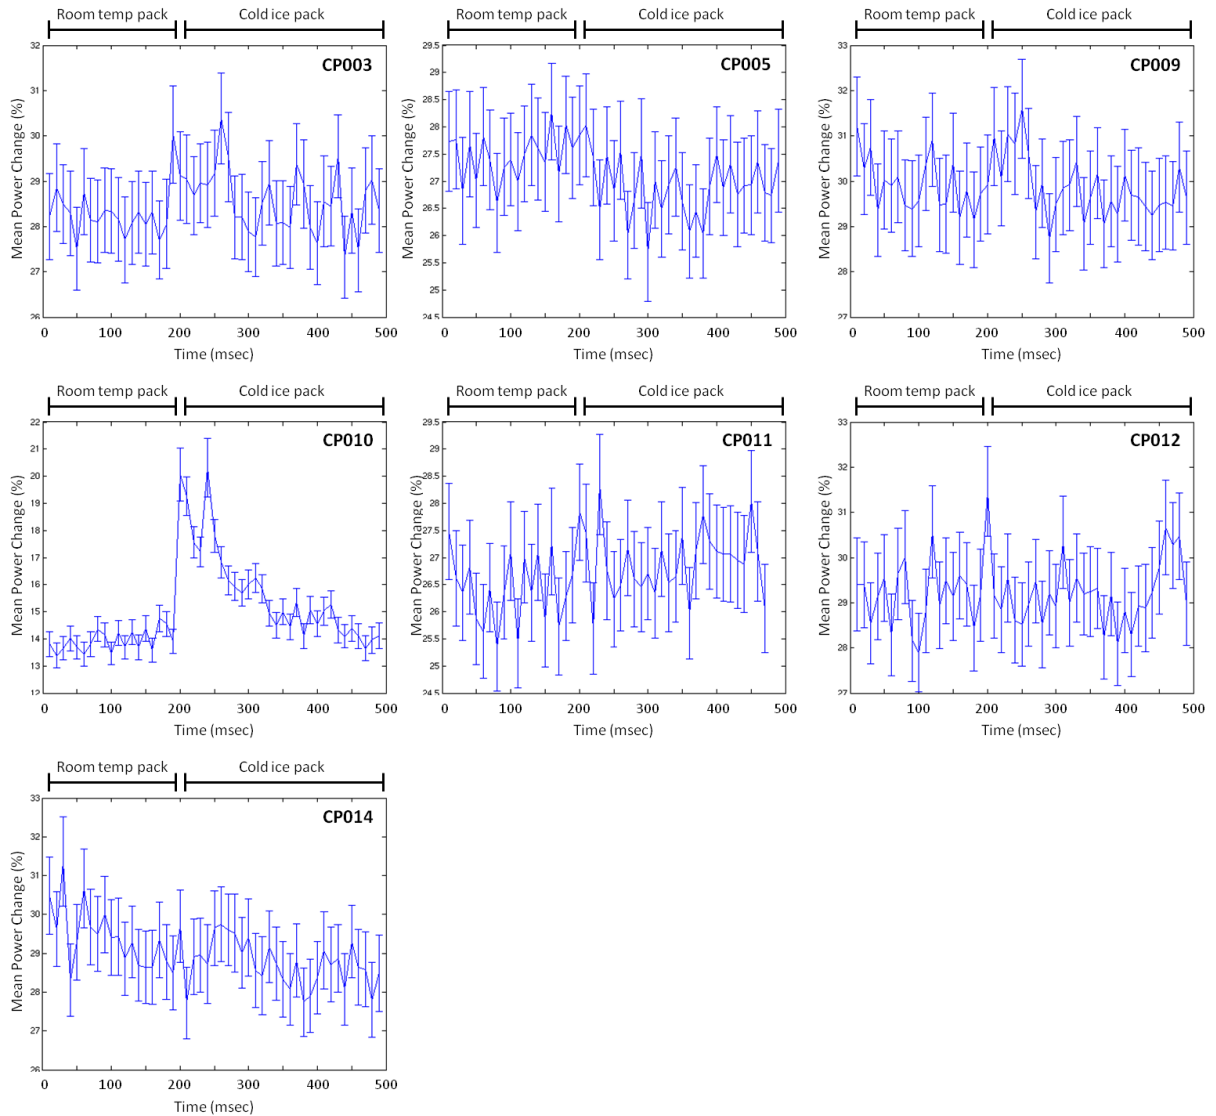 Room temp pack Cold ice pack
CP003
Mean Power Change (%)
32
31
30
29
28
27
26
0 100 200 300 400 500
Time (msec)
Room temp pack Cold ice pack
CP005
Mean Power Change (%)
29.5
29
28.5
28
27.5
27
26.5
26
25.5
25
24.5
0 100 200 300 400 500
Time (msec)
Room temp pack Cold ice pack
CP009
Mean Power Change (%)
33
32
31
30
29
28
27
0 100 200 300 400 500
Time (msec)
Room temp pack Cold ice pack
CP010
Mean Power Change (%)
22
21
20
19
18
17
16
15
14
13
12
0 100 200 300 400 500
Time (msec)
Room temp pack Cold ice pack
CP011
Mean Power Change (%)
29.5
29
28.5
28
27.5
27
26.5
26
25.5
25
24.5
0 100 200 300 400 500
Time (msec)
Room temp pack Cold ice pack
CP012
Mean Power Change (%)
33
32
31
30
29
28
27
0 100 200 300 400 500
Time (msec)
Room temp pack Cold ice pack
CP014
Mean Power Change (%)
33
32
31
30
29
28
27
26
0 100 200 300 400 500
Time (msec)